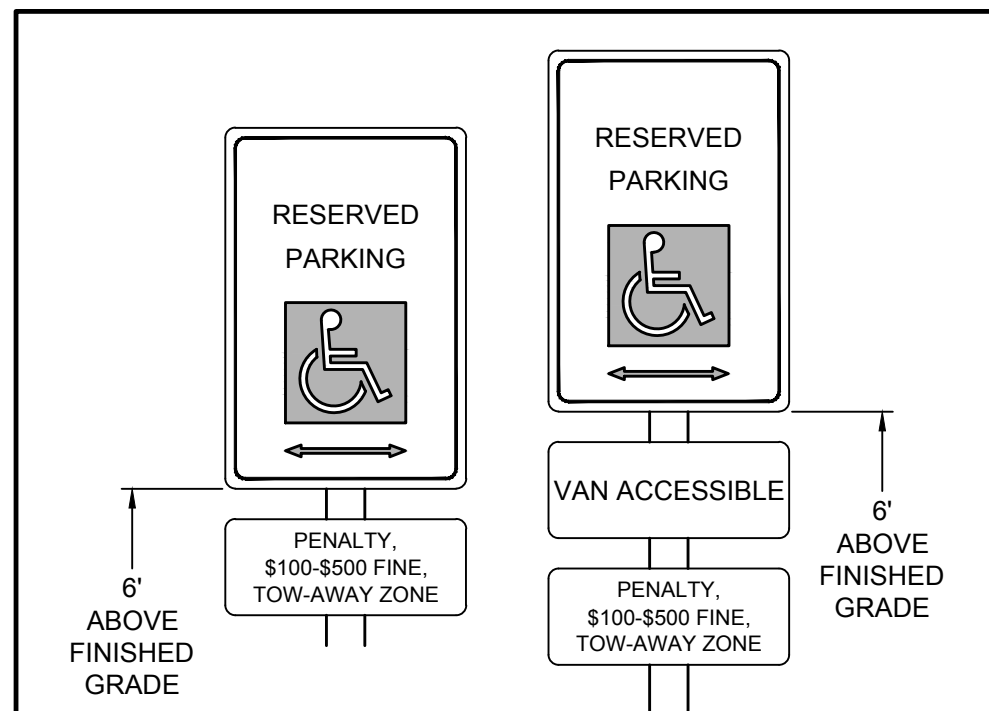 RESERVED
PARKING
PENALTY,
$100-$500 FINE,
TOW-AWAY ZONE
6'
ABOVE
FINISHED
GRADE
RESERVED
PARKING
VAN ACCESSIBLE
PENALTY,
$100-$500 FINE,
TOW-AWAY ZONE
6'
ABOVE
FINISHED
GRADE